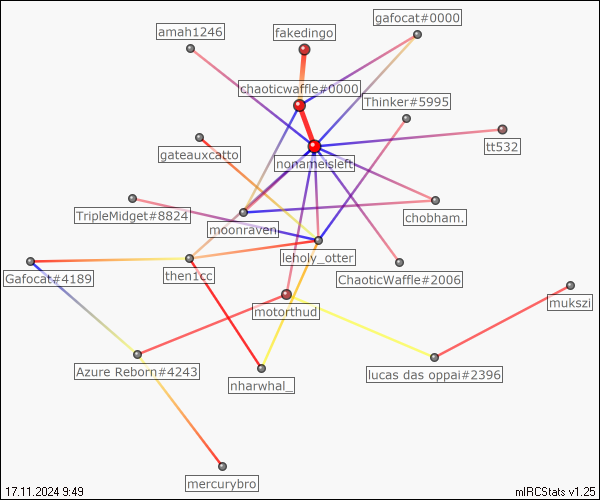 gafocat#0000
amah1246
fakedingo
chaoticwaffle#0000
Thinker#5995
tt532
gateauxcatto
nonameisleft
TripleMidget#8824
chobham.
moonraven
leholy_otter
Gafocat#4189
then1cc
ChaoticWaffle#2006
mukszi
motorthud
Azure Reborn#4243
lucas das oppai#2396
nharwhal_
mercurybro
17.11.2024 9:49
mIRCStats v1.25